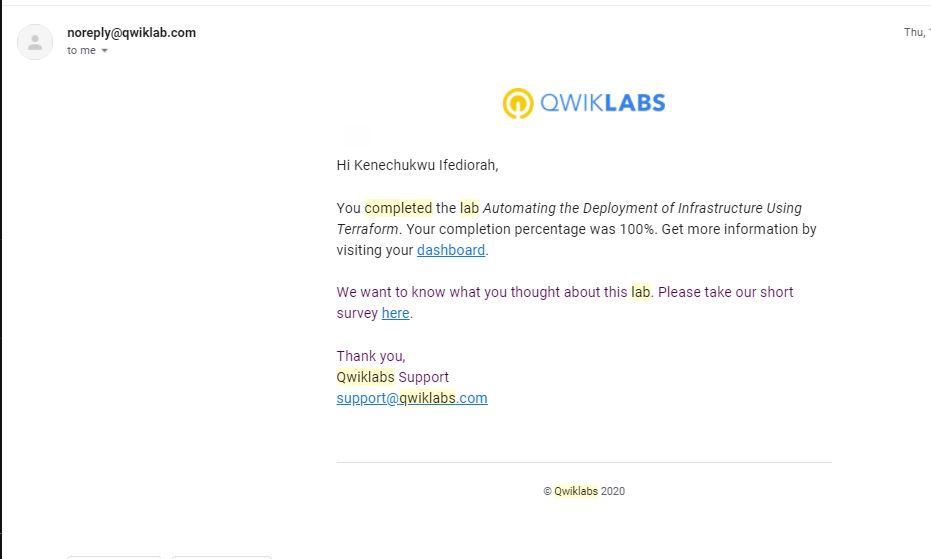 noreply@qwiklab.com
Thu,
to me
QWIKLABS
Hi Kenechukwu Ifediorah,
You completed the lab Automating the Deployment of Infrastructure Using
Terraform. Your completion percentage was 100%. Get more information by
visiting your dashboard.
We want to know what you thought about this lab. Please take our short
survey here.
Thank you,
Qwiklabs Support
support@qwiklabs.com
© Qwiklabs 2020